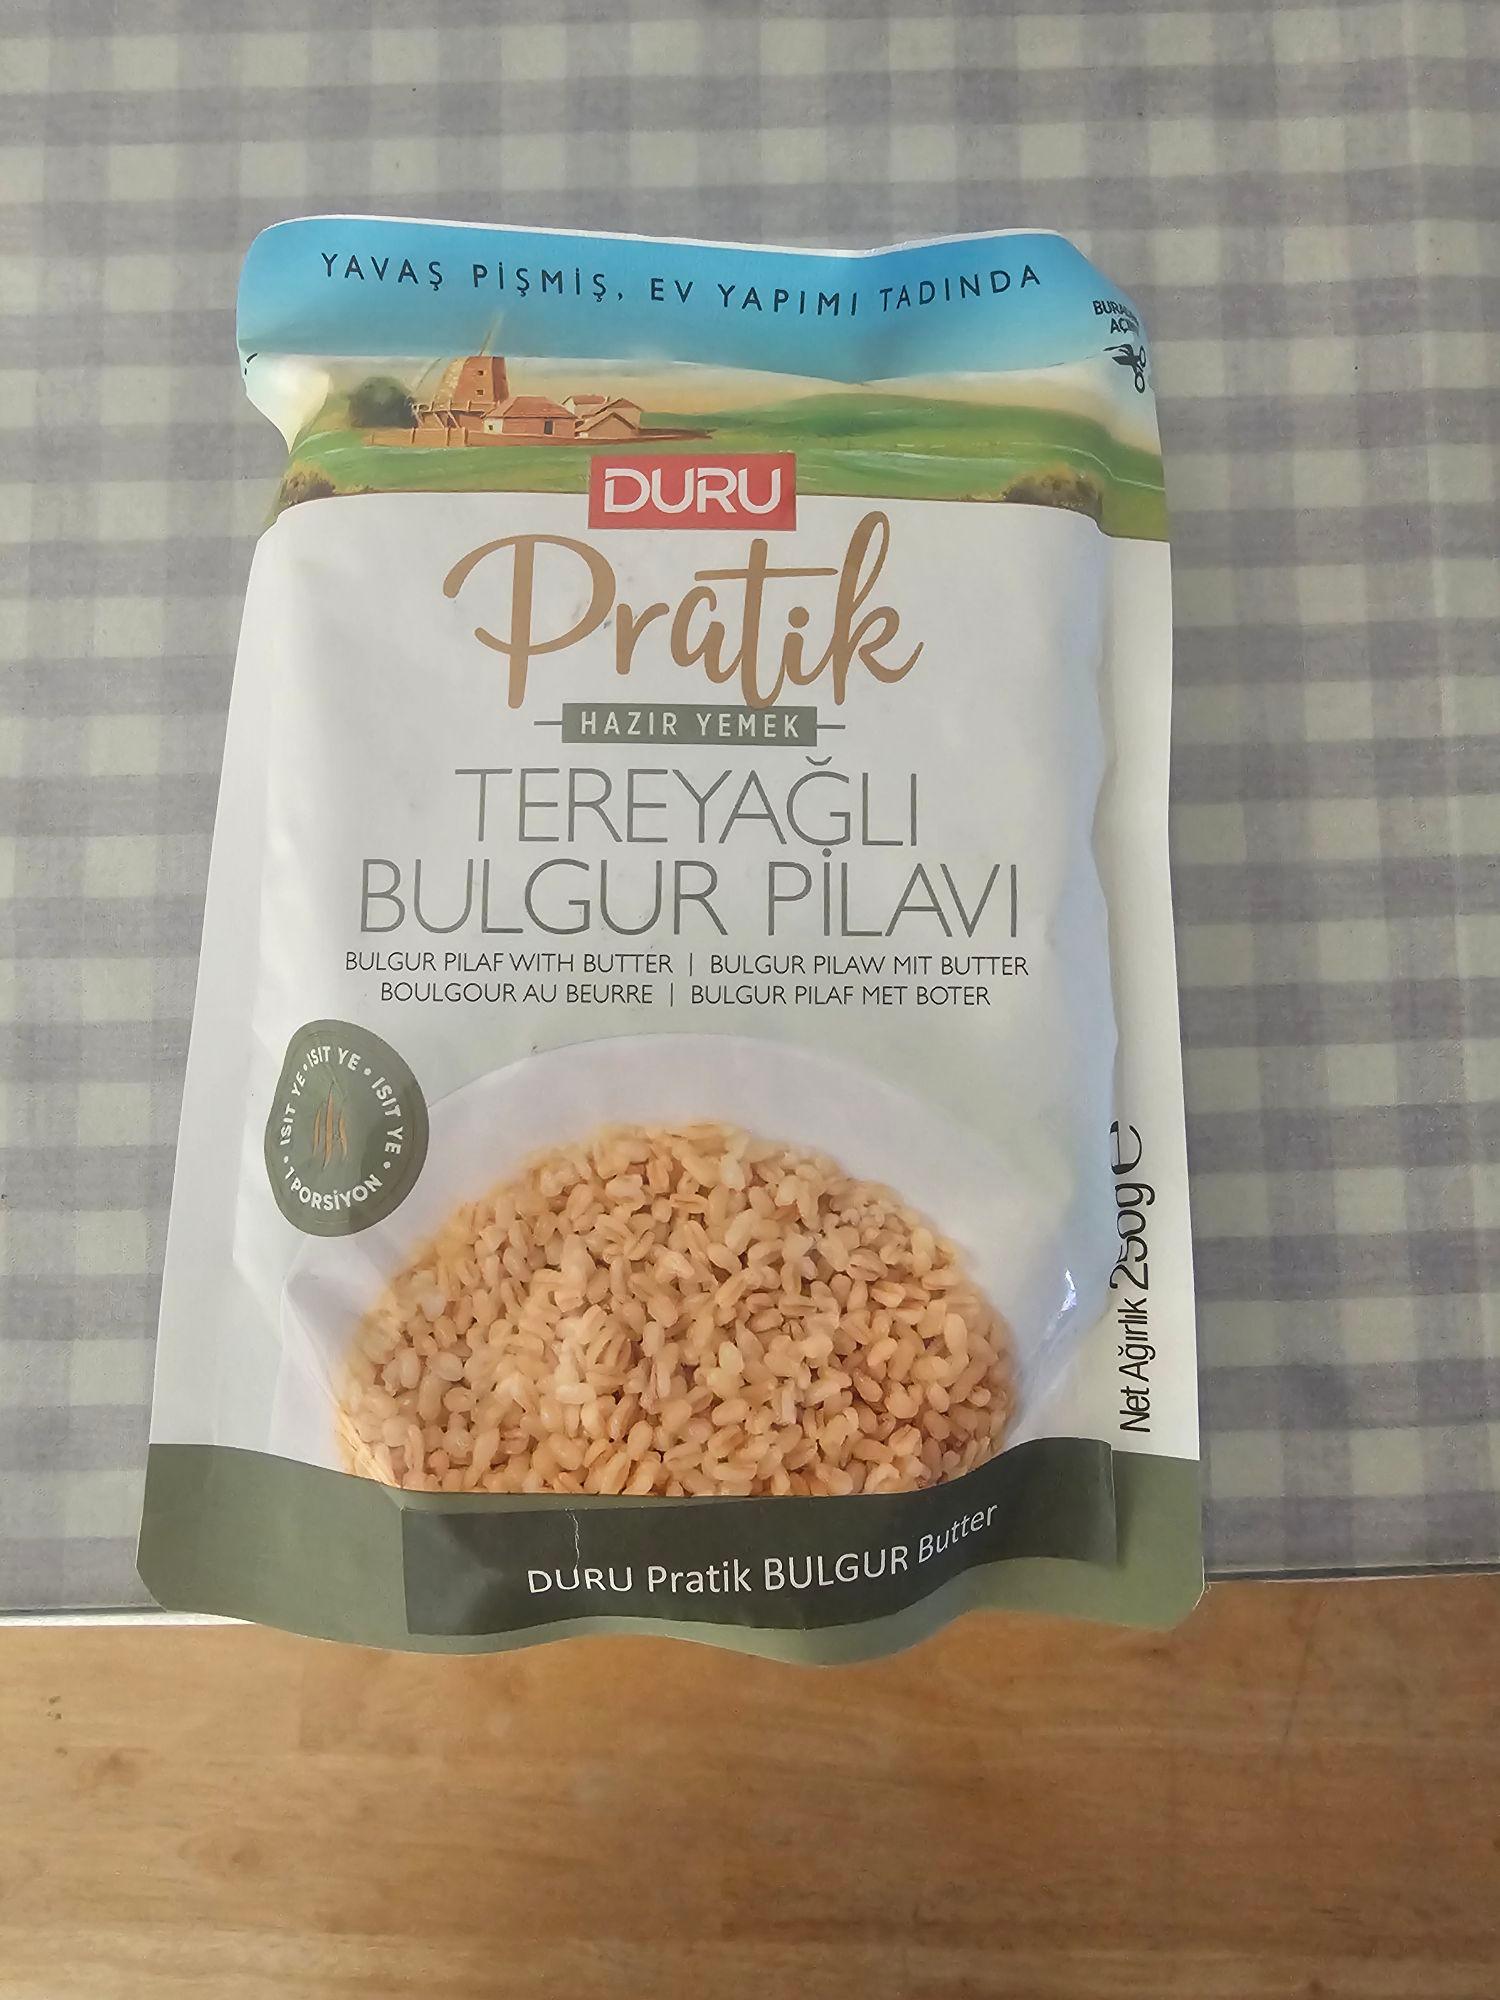 YAVAŞ PİŞMİŞ, EV YAPIMI TADINDA
DURU
Pratik
HAZIR YEMEK
TEREYAĞLI
BULGUR PİLAVI
BULGUR PILAF WITH BUTTER | BULGUR PILAW MIT BUTTER
BOULGOUR AU BEURRE | BULGUR PILAF MET BOTER
ISIT YE • ISIT YE • ISIT YE • 1 PORSİYON •
Net Ağırlık 250g e
DURU Pratik BULGUR Butter